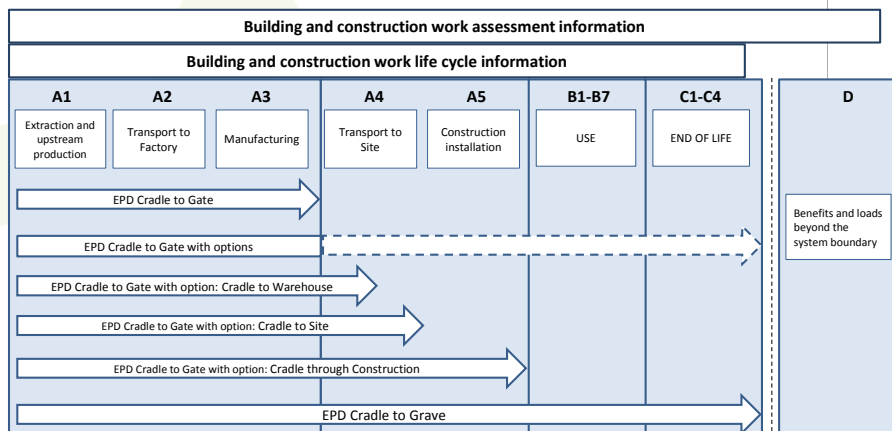 Building and construction work assessment information
Building and construction work life cycle information
A1
A2
A3
A4
A5
B1-B7
C1-C4
D
Extraction and
upstream
production
Transport to
Factory
Manufacturing
Transport to
Site
Construction
installation
USE
END OF LIFE
EPD Cradle to Gate
Benefits and loads
beyond the
system boundary
EPD Cradle to Gate with options
EPD Cradle to Gate with option: Cradle to Warehouse
EPD Cradle to Gate with option: Cradle to Site
EPD Cradle to Gate with option: Cradle through Construction
EPD Cradle to Grave